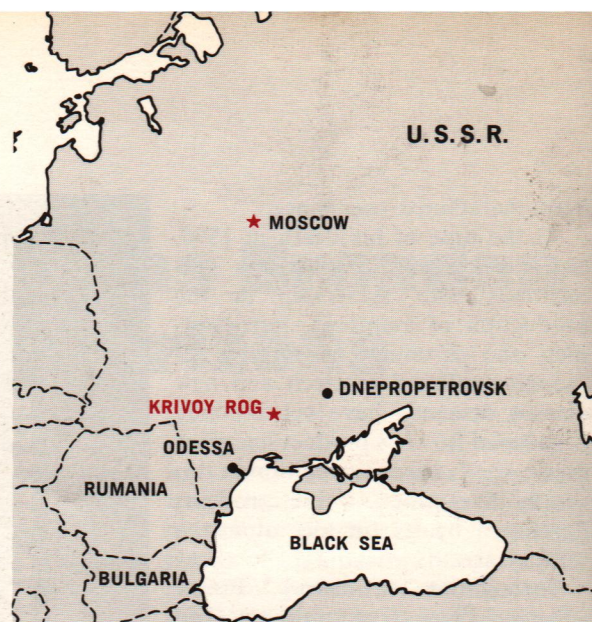 U. S. S. R.
MOSCOW
DNEPROPETROVSK
KRIVOY ROG
ODESSA
RUMANIA
BLACK SEA
BULGARIA